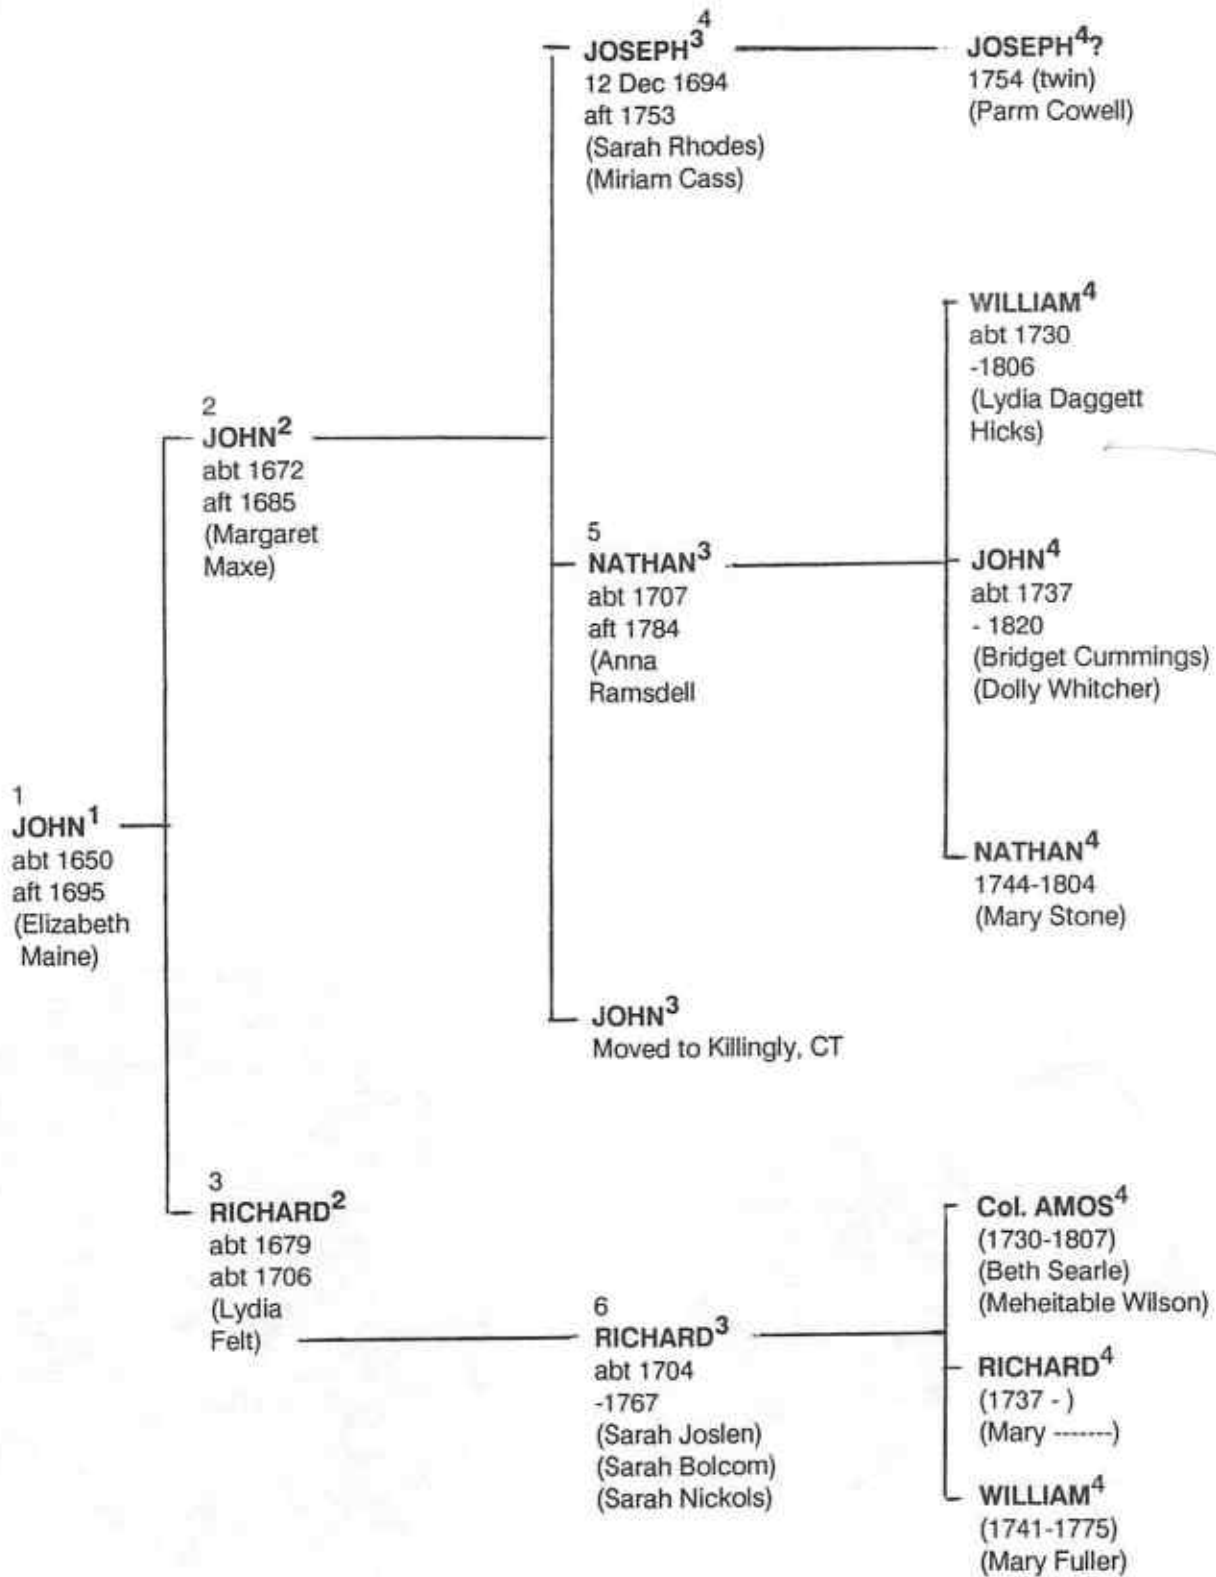 4
JOSEPH³
12 Dec 1694
aft 1753
(Sarah Rhodes)
(Miriam Cass)
JOSEPH⁴?
1754 (twin)
(Parm Cowell)
WILLIAM⁴
abt 1730
-1806
(Lydia Daggett
Hicks)
2
JOHN²
abt 1672
aft 1685
(Margaret
Maxe)
5
NATHAN³
abt 1707
aft 1784
(Anna
Ramsdell
JOHN⁴
abt 1737
- 1820
(Bridget Cummings)
(Dolly Whitcher)
1
JOHN¹
abt 1650
aft 1695
(Elizabeth
Maine)
NATHAN⁴
1744-1804
(Mary Stone)
JOHN³
Moved to Killingly, CT
3
RICHARD²
abt 1679
abt 1706
(Lydia
Felt)
6
RICHARD³
abt 1704
-1767
(Sarah Joslen)
(Sarah Bolcom)
(Sarah Nickols)
Col. AMOS⁴
(1730-1807)
(Beth Searle)
(Meheitable Wilson)
RICHARD⁴
(1737 - )
(Mary -------)
WILLIAM⁴
(1741-1775)
(Mary Fuller)